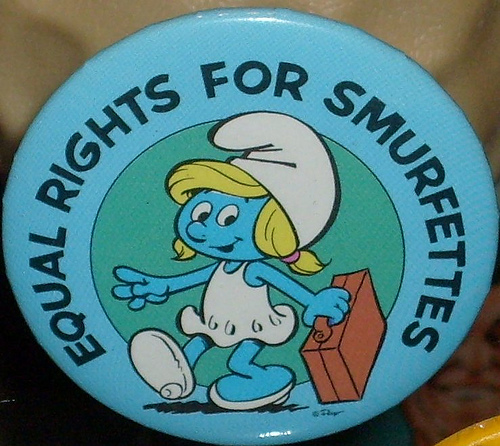 EQUAL RIGHTS FOR SMURFETTES